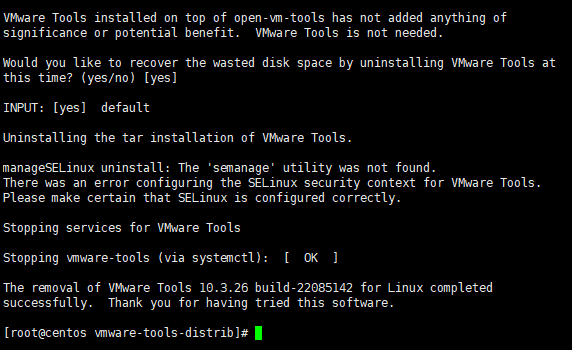 VMware Tools installed on top of open-vm-tools has not added anything of
significance or potential benefit.  VMware Tools is not needed.
Would you like to recover the wasted disk space by uninstalling VMware Tools at
this time? (yes/no) [yes]
INPUT: [yes]  default
Uninstalling the tar installation of VMware Tools.
manageSELinux uninstall: The 'semanage' utility was not found.
There was an error configuring the SELinux security context for VMware Tools.
Please make certain that SELinux is configured correctly.
Stopping services for VMware Tools
Stopping vmware-tools (via systemctl):  [  OK  ]
The removal of VMware Tools 10.3.26 build-22085142 for Linux completed
successfully.  Thank you for having tried this software.
[root@centos vmware-tools-distrib]#